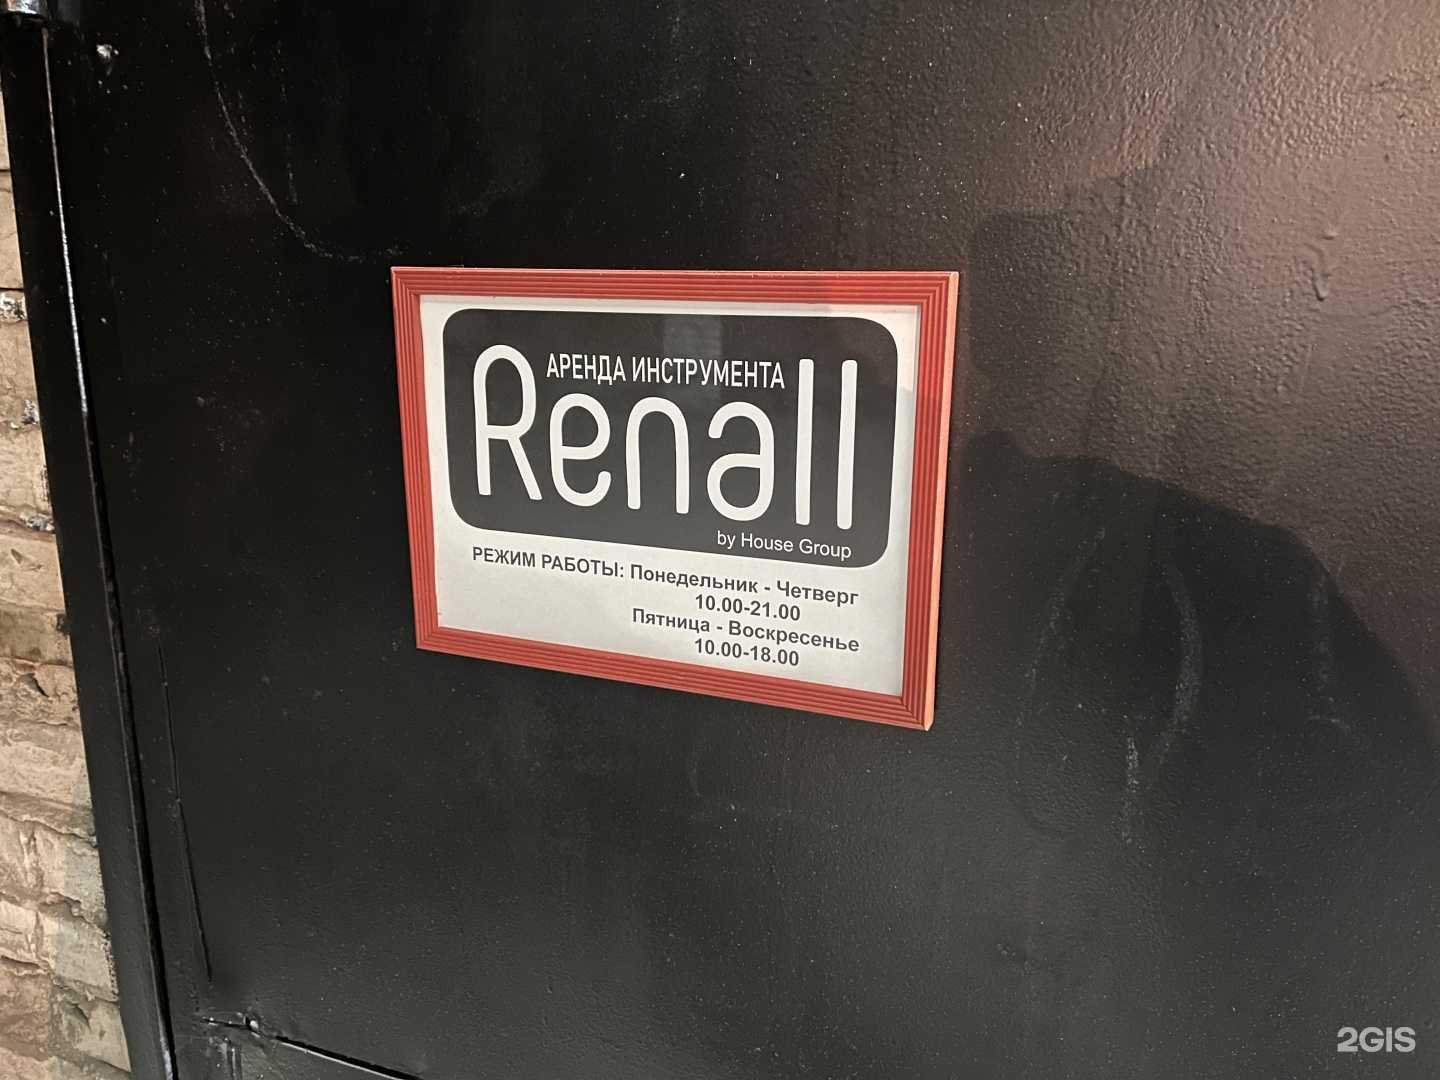 АРЕНДА ИНСТРУМЕНТА
Renall
by House Group
РЕЖИМ РАБОТЫ: Понедельник - Четверг
10.00-21.00
Пятница - Воскресенье
10.00-18.00
2GIS